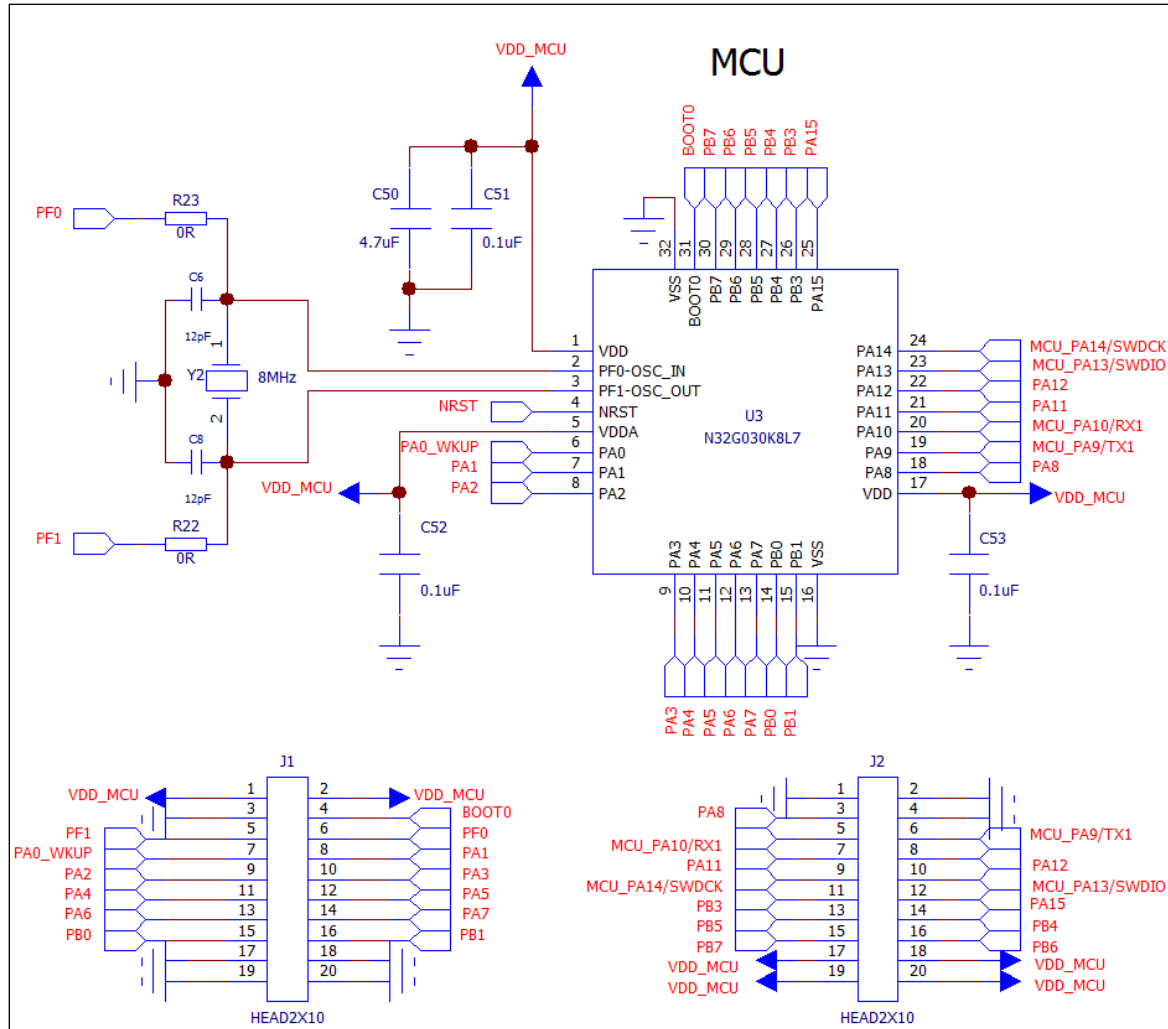 MCU
VDD_MCU
C50
4.7uF
C51
0.1uF
PF0
R23
0R
C6
12pF
1
Y2
8MHz
2
C8
12pF
PF1
R22
0R
BOOT0
PB7
PB6
PB5
PB4
PB3
PA15
32
31
30
29
28
27
26
25
VSS
BOOT0
PB7
PB6
PB5
PB4
PB3
PA15
1 VDD
2 PF0-OSC_IN
3 PF1-OSC_OUT
NRST 4 NRST
5 VDDA
PA0_WKUP 6 PA0
PA1 7 PA1
PA2 8 PA2
VDD_MCU
C52
0.1uF
U3
N32G030K8L7
PA14 24 MCU_PA14/SWDCK
PA13 23 MCU_PA13/SWDIO
PA12 22 PA12
PA11 21 PA11
PA10 20 MCU_PA10/RX1
PA9 19 MCU_PA9/TX1
PA8 18 PA8
VDD 17 VDD_MCU
C53
0.1uF
PA3
PA4
PA5
PA6
PA7
PB0
PB1
VSS
9
10
11
12
13
14
15
16
PA3
PA4
PA5
PA6
PA7
PB0
PB1
J1
VDD_MCU 1 2 VDD_MCU
3 4 BOOT0
PF1 5 6 PF0
PA0_WKUP 7 8 PA1
PA2 9 10 PA3
PA4 11 12 PA5
PA6 13 14 PA7
PB0 15 16 PB1
17 18
19 20
HEAD2X10
J2
1 2
PA8 3 4
5 6 MCU_PA9/TX1
MCU_PA10/RX1 7 8
PA11 9 10 PA12
MCU_PA14/SWDCK 11 12 MCU_PA13/SWDIO
PA15
PB3 13 14
PB5 15 16 PB4
PB7 17 18 PB6
VDD_MCU 19 20 VDD_MCU
VDD_MCU VDD_MCU
HEAD2X10